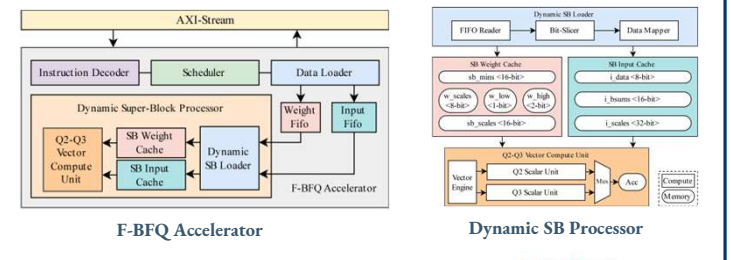 AXI-Stream
Instruction Decoder
Scheduler
Data Loader
Dynamic Super-Block Processor
Weight
Fifo
Input
Fifo
Q2-Q3
Vector
Compute
Unit
SB Weight
Cache
SB Input
Cache
Dynamic
SB Loader
F-BFQ Accelerator
F-BFQ Accelerator
Dynamic SB Loader
FIFO Reader
Bit-Slicer
Data Mapper
SB Weight Cache
sb_mins <16-bit>
w_scales
<8-bit>
w_low
<1-bit>
w_high
<2-bit>
sb_scales <16-bit>
SB Input Cache
i_data <8-bit>
i_bsums <16-bit>
i_scales <32-bit>
Q2-Q3 Vector Compute Unit
Vector
Engine
Q2 Scalar Unit
Q3 Scalar Unit
Mux
Acc
Compute
Memory
Dynamic SB Processor